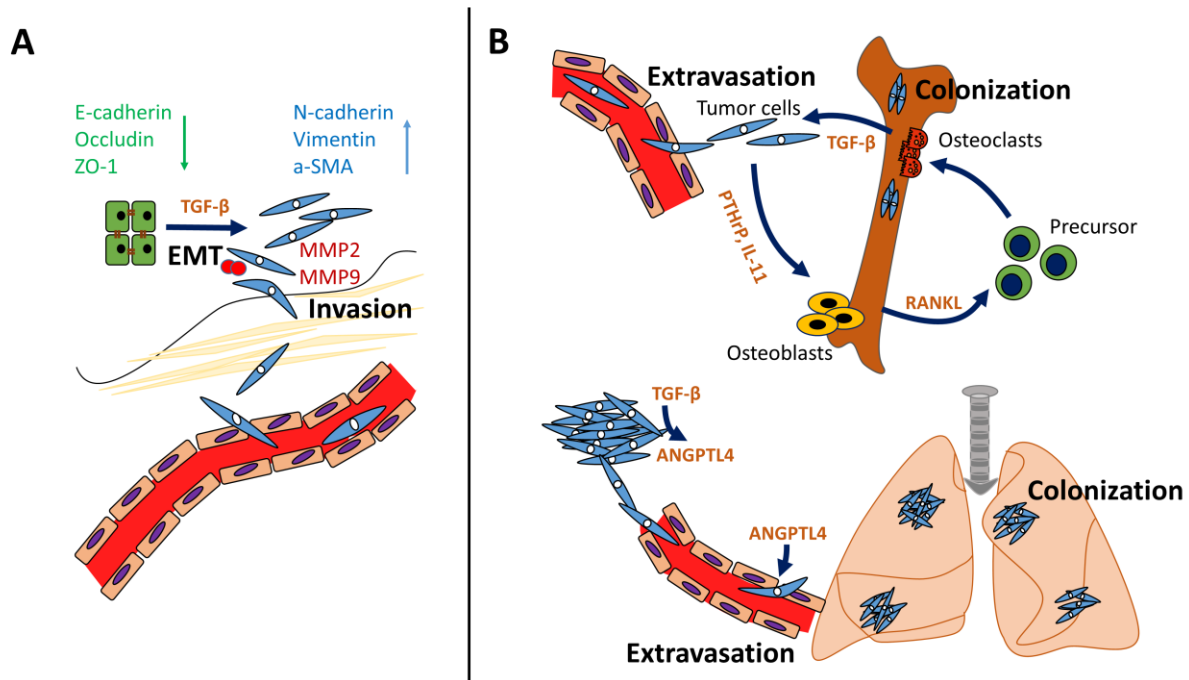 A
E-cadherin
Occludin
ZO-1
N-cadherin
Vimentin
a-SMA
TGF-β
EMT
MMP2
MMP9
Invasion
B
Extravasation
Tumor cells
Colonization
TGF-β
Osteoclasts
PTHrP, IL-11
Precursor
RANKL
Osteoblasts
TGF-β
ANGPTL4
ANGPTL4
Colonization
Extravasation